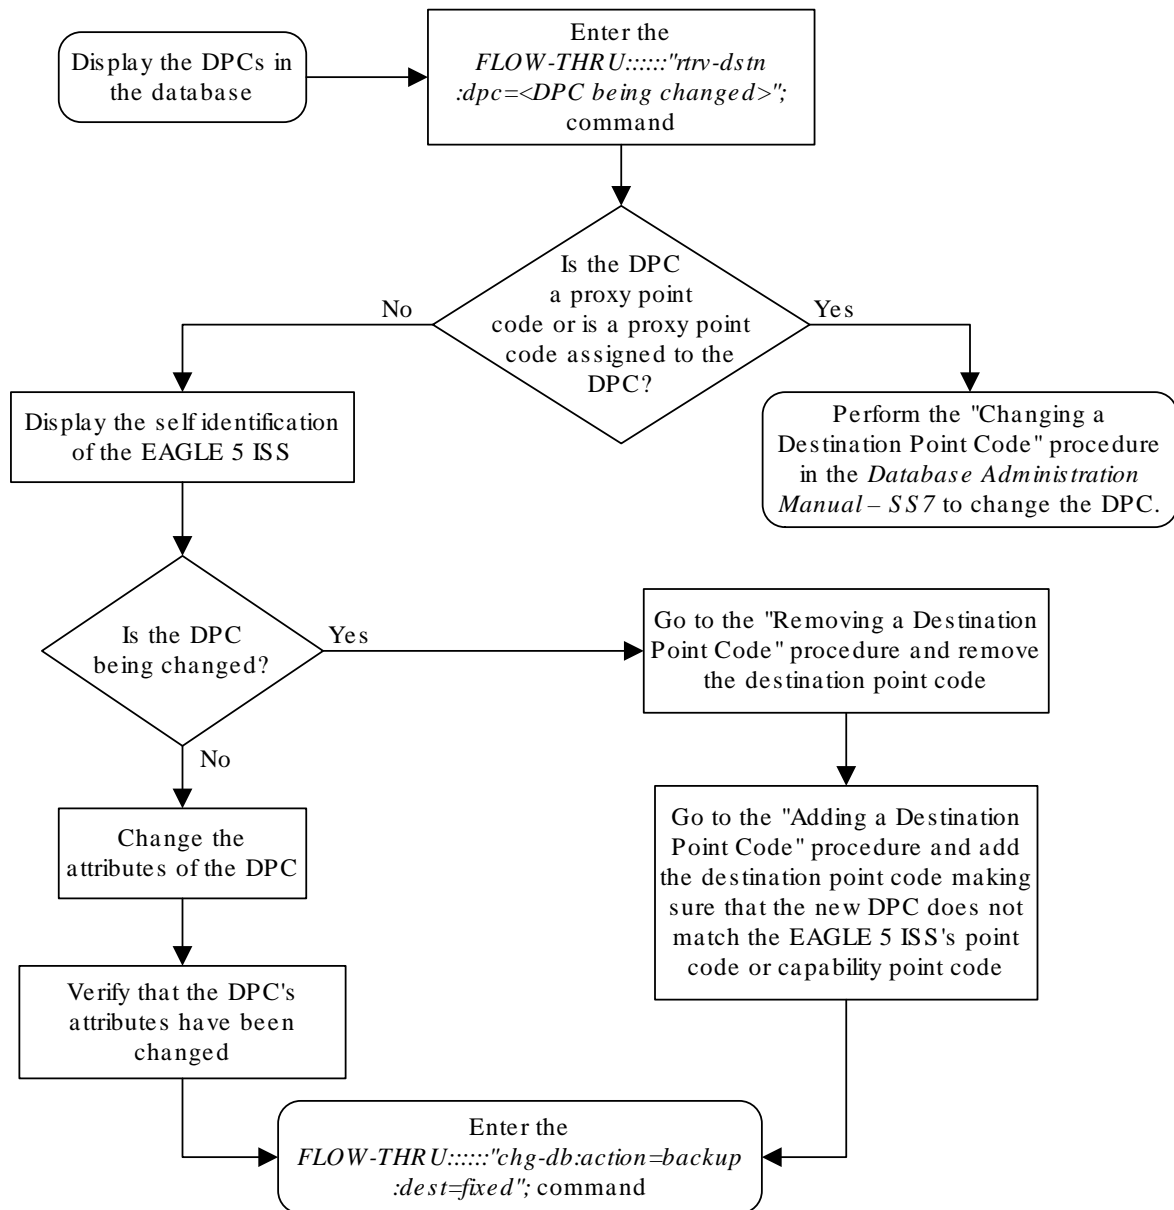 Display the DPCs in
the database
Enter the
FLOW-THRU::::::"rtrv-dstn
:dpc=<DPC being changed>";
command
Is the DPC
a proxy point
code or is a proxy point
code assigned to the
DPC?
No
Yes
Display the self identification
of the EAGLE 5 ISS
Perform the "Changing a
Destination Point Code" procedure
in the Database Administration
Manual – SS7 to change the DPC.
Is the DPC
being changed?
Yes
No
Go to the "Removing a Destination
Point Code" procedure and remove
the destination point code
Change the
attributes of the DPC
Go to the "Adding a Destination
Point Code" procedure and add
the destination point code making
sure that the new DPC does not
match the EAGLE 5 ISS's point
code or capability point code
Verify that the DPC's
attributes have been
changed
Enter the
FLOW-THRU::::::"chg-db:action=backup
:dest=fixed"; command